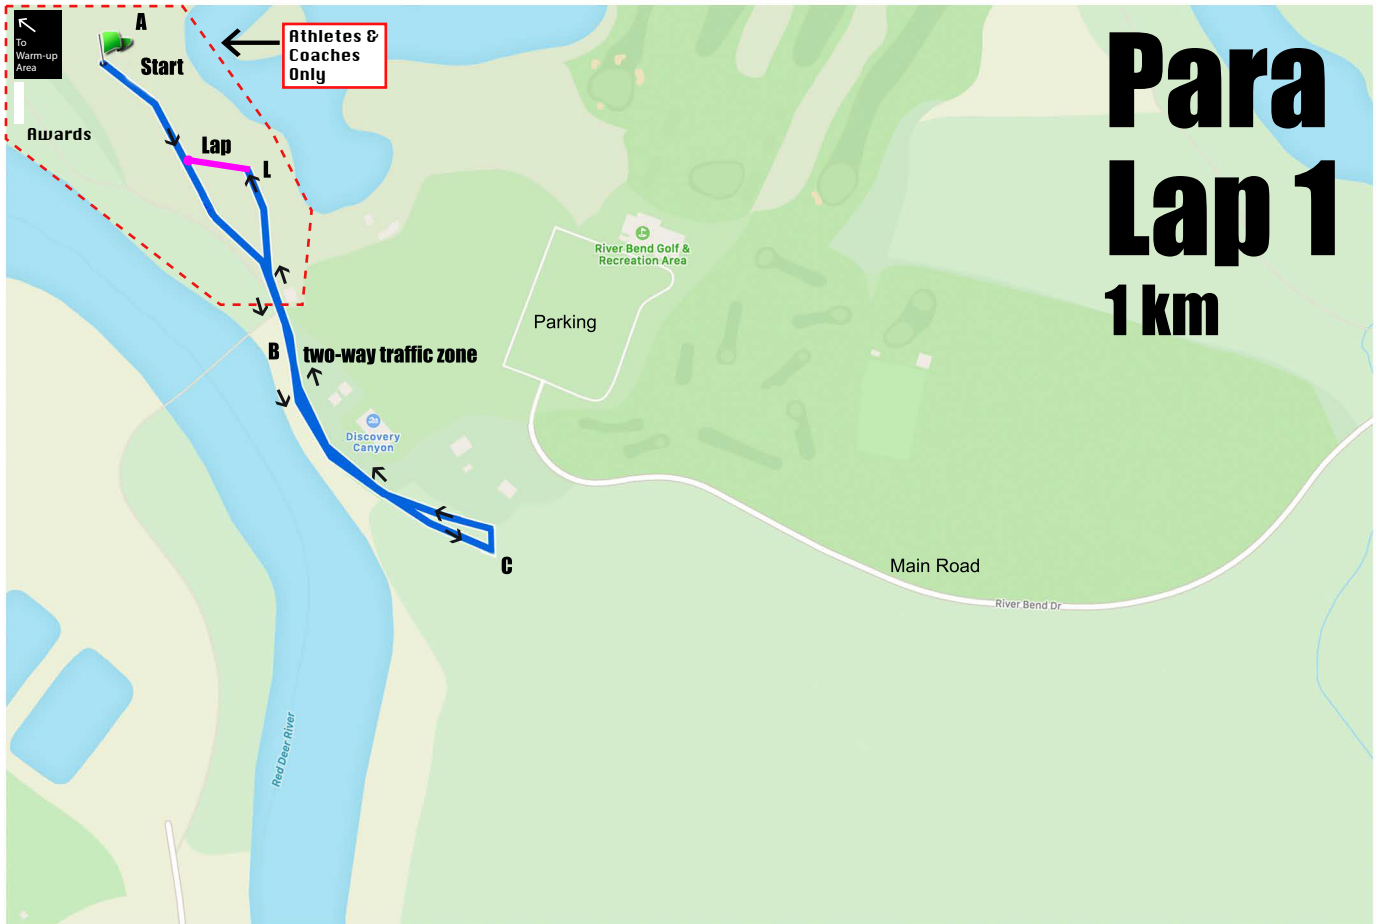 A
To
Warm-up
Area
Start
Athletes &
Coaches
Only
Awards
Lap
L
Para
Lap 1
1 km
River Bend Golf &
Recreation Area
Parking
B
two-way traffic zone
Discovery
Canyon
C
Main Road
River Bend Dr
Red Deer River